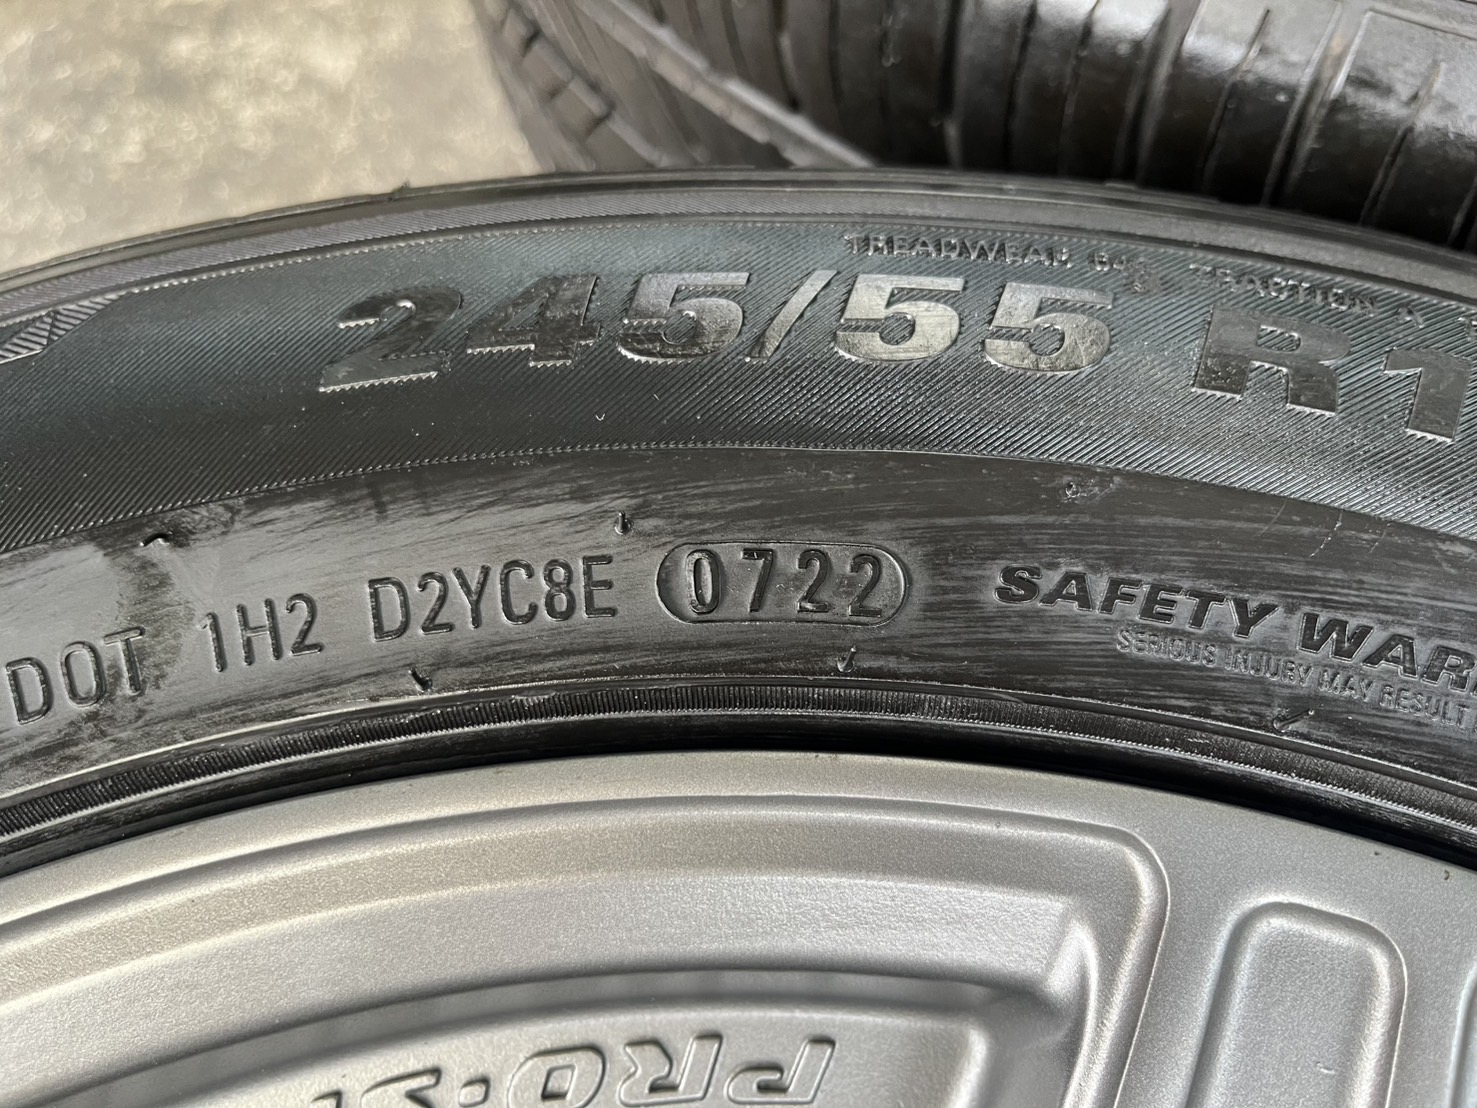 TREADWEAR TRACTION A
245/55 R1
DOT 1H2 D2YC8E 0722
SAFETY WAR
SERIOUS INJURY MAY RESULT
PRO.S